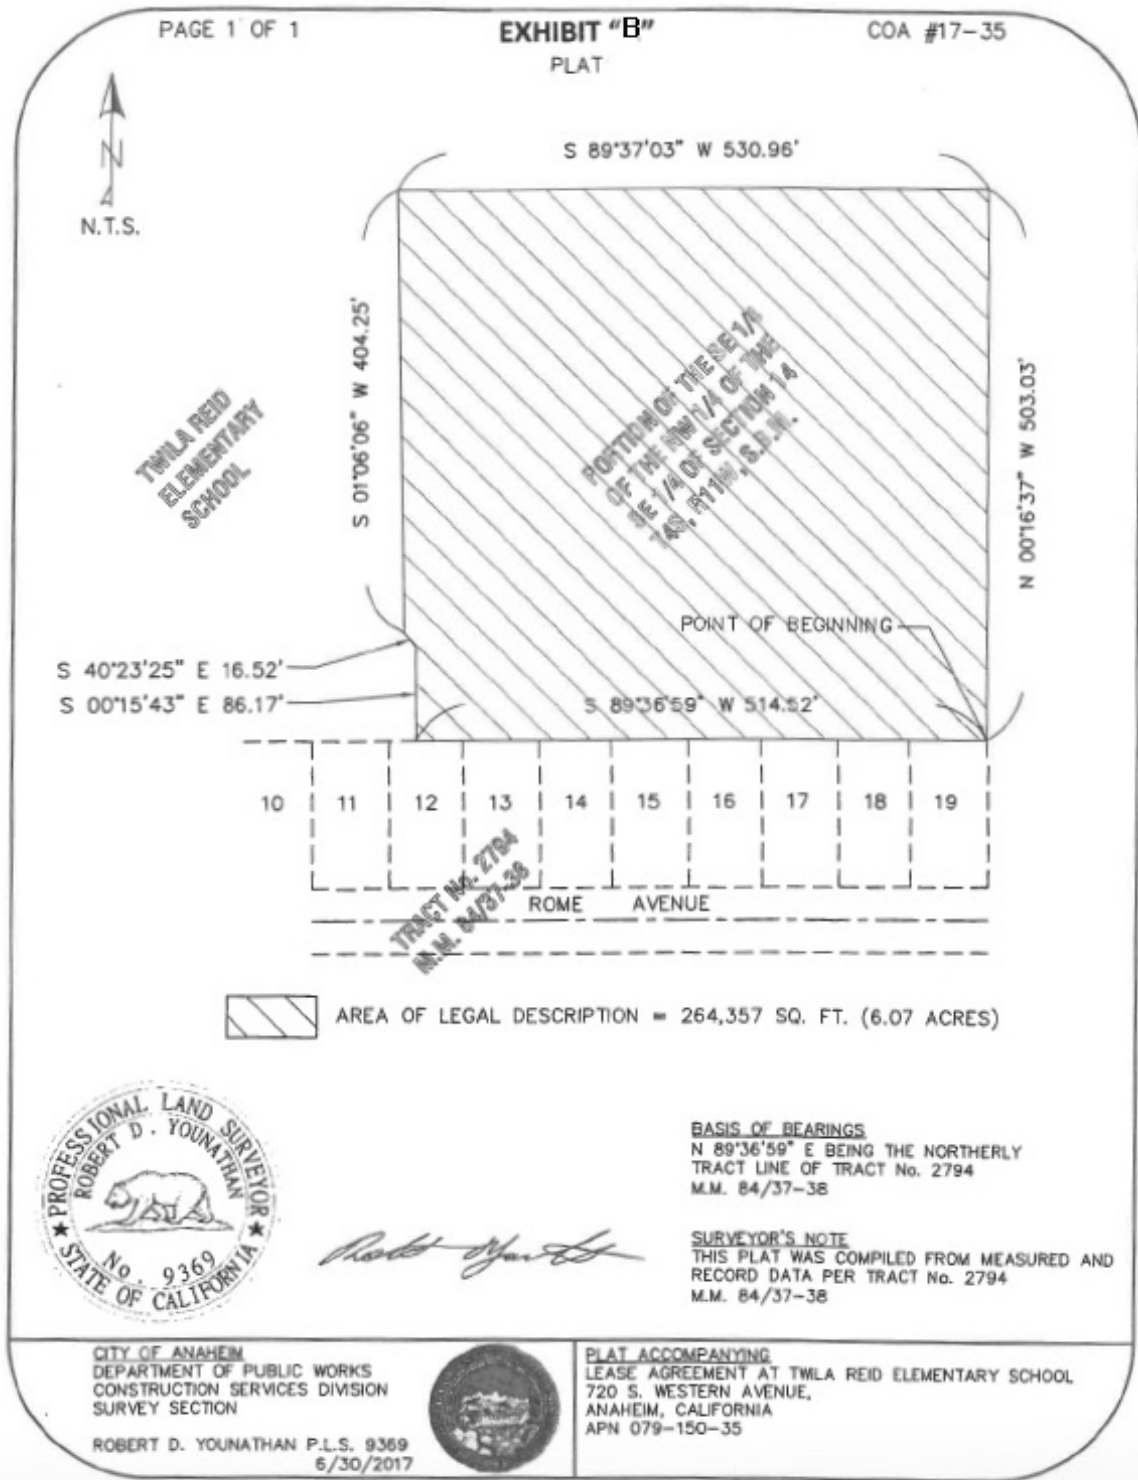 PAGE 1 OF 1
EXHIBIT "B"
COA #17-35
PLAT
N
N.T.S.
S 89°37'03" W 530.96'
S 01°06'06" W 404.25'
N 00°16'37" W 503.03'
TWILA REID
ELEMENTARY
SCHOOL
PORTION OF THE SE 1/4
OF THE NW 1/4 OF THE
SE 1/4 OF SECTION 14
T4S, R11W, S.B.M.
POINT OF BEGINNING
S 40°23'25" E 16.52'
S 00°15'43" E 86.17'
S 89°36'59" W 514.52'
10 11 12 13 14 15 16 17 18 19
TRACT No. 2794
M.M. 84/37-38
ROME AVENUE
AREA OF LEGAL DESCRIPTION = 264,357 SQ. FT. (6.07 ACRES)
PROFESSIONAL LAND SURVEYOR
ROBERT D. YOUNATHAN
No. 9369
STATE OF CALIFORNIA
BASIS OF BEARINGS
N 89°36'59" E BEING THE NORTHERLY
TRACT LINE OF TRACT No. 2794
M.M. 84/37-38
SURVEYOR'S NOTE
THIS PLAT WAS COMPILED FROM MEASURED AND
RECORD DATA PER TRACT No. 2794
M.M. 84/37-38
CITY OF ANAHEIM
DEPARTMENT OF PUBLIC WORKS
CONSTRUCTION SERVICES DIVISION
SURVEY SECTION
ROBERT D. YOUNATHAN P.L.S. 9369
6/30/2017
PLAT ACCOMPANYING
LEASE AGREEMENT AT TWILA REID ELEMENTARY SCHOOL
720 S. WESTERN AVENUE,
ANAHEIM, CALIFORNIA
APN 079-150-35